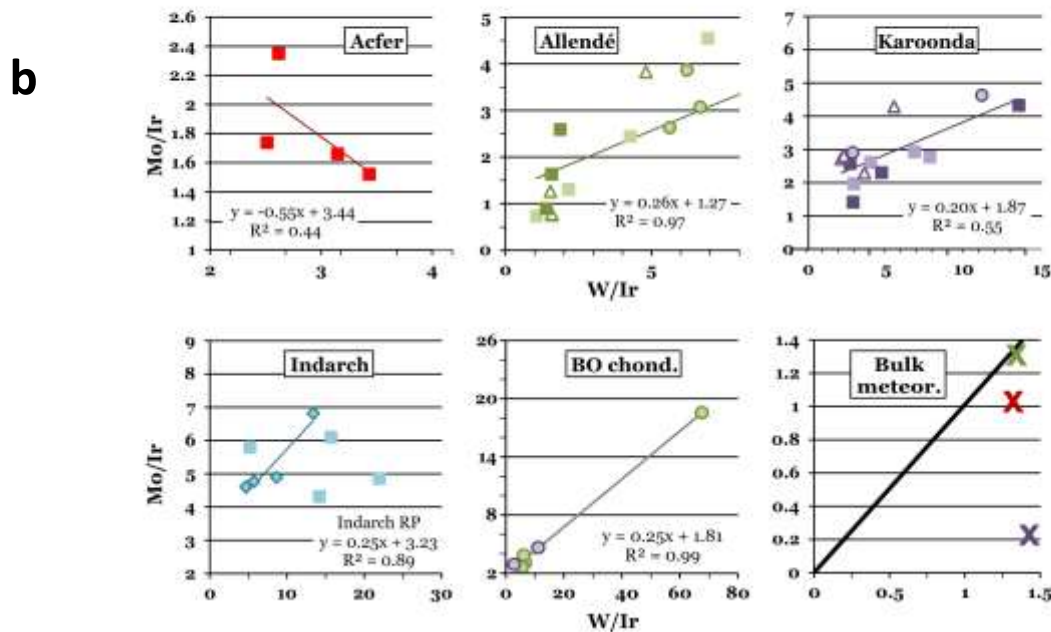 b
2.6
2.4
2.2
2
1.8
1.6
1.4
1.2
1
Mo/Ir
Acfer
y = -0.55x + 3.44
R² = 0.44
2
3
4
5
4
3
2
1
0
Allendé
y = 0.26x + 1.27
R² = 0.97
0
5
W/Ir
7
6
5
4
3
2
1
0
Karoonda
y = 0.20x + 1.87
R² = 0.55
0
5
10
15
9
8
7
6
5
4
3
2
Mo/Ir
Indarch
Indarch RP
y = 0.25x + 3.23
R² = 0.89
0
10
20
30
26
20
14
8
2
BO chond.
y = 0.25x + 1.81
R² = 0.99
0
20
40
60
80
W/Ir
1.4
1.2
1
0.8
0.6
0.4
0.2
0
Bulk
meteor.
0
0.5
1
1.5